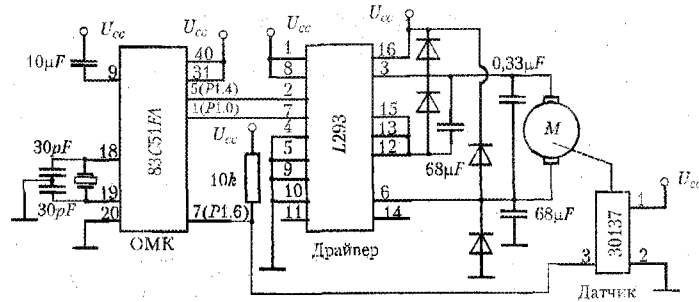 U_cc
U_cc
U_cc
10µF
9
40
31
1
8
16
3
0,33µF
5(P1.4)
2
1(P1.0)
7
83C51FA
L293
U_cc
4
5
9
10
11
15
13
12
68µF
M
30pF
18
10k
30pF
19
20
7(P1.6)
6
14
68µF
1
U_cc
30137
3
2
ОМК
Драйпер
Датчик